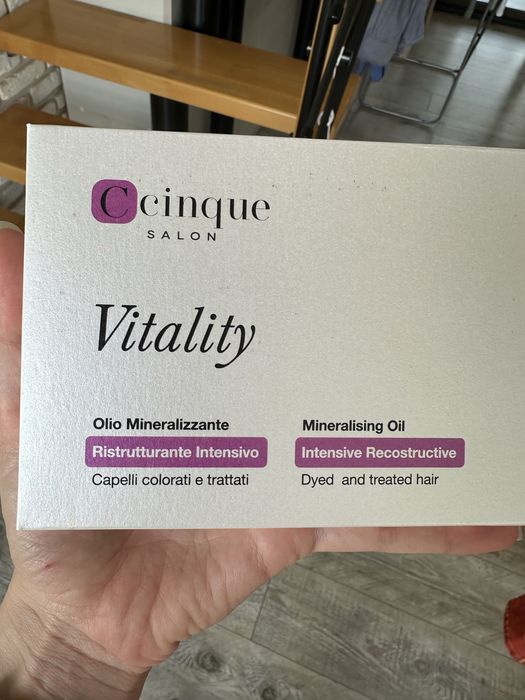 Ccinque
SALON
Vitality
Olio Mineralizzante
Ristrutturante Intensivo
Capelli colorati e trattati
Mineralising Oil
Intensive Recostructive
Dyed and treated hair